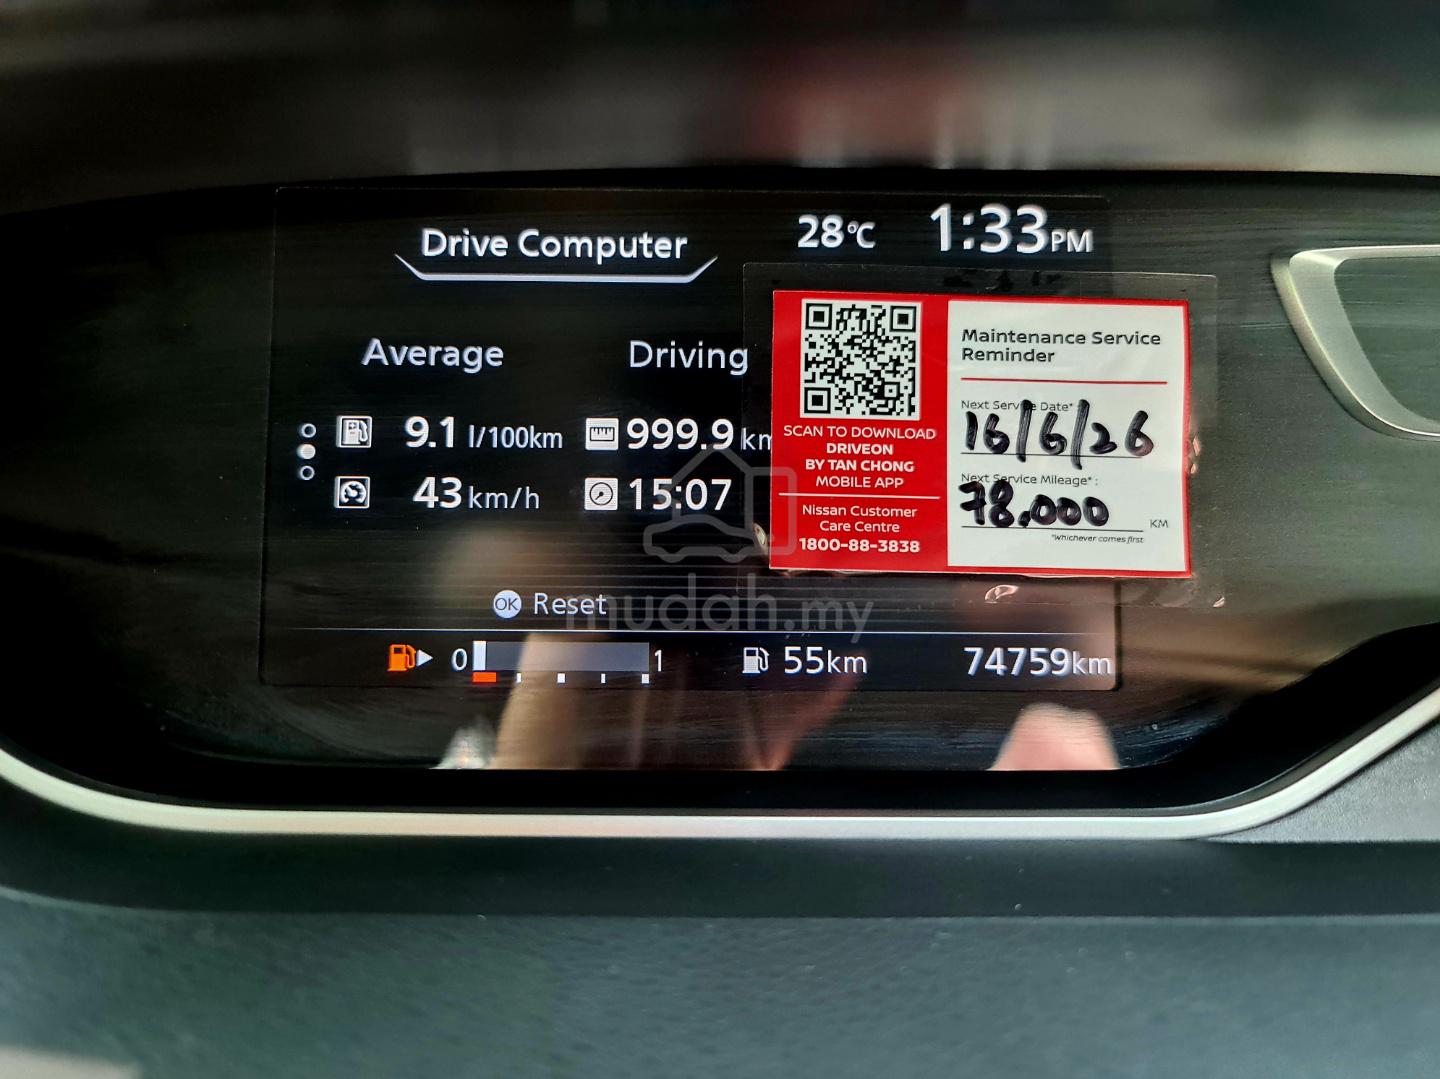 Drive Computer
28°C
1:33PM
Average
Driving
9.1 l/100km
999.9 km
43 km/h
15:07
OK Reset
0
1
55km
74759km
SCAN TO DOWNLOAD
DRIVEON
BY TAN CHONG
MOBILE APP
Nissan Customer
Care Centre
1800-88-3838
Maintenance Service
Reminder
Next Service Date*
16/6/26
Next Service Mileage* :
78.000
KM
*Whichever comes first
mudah.my